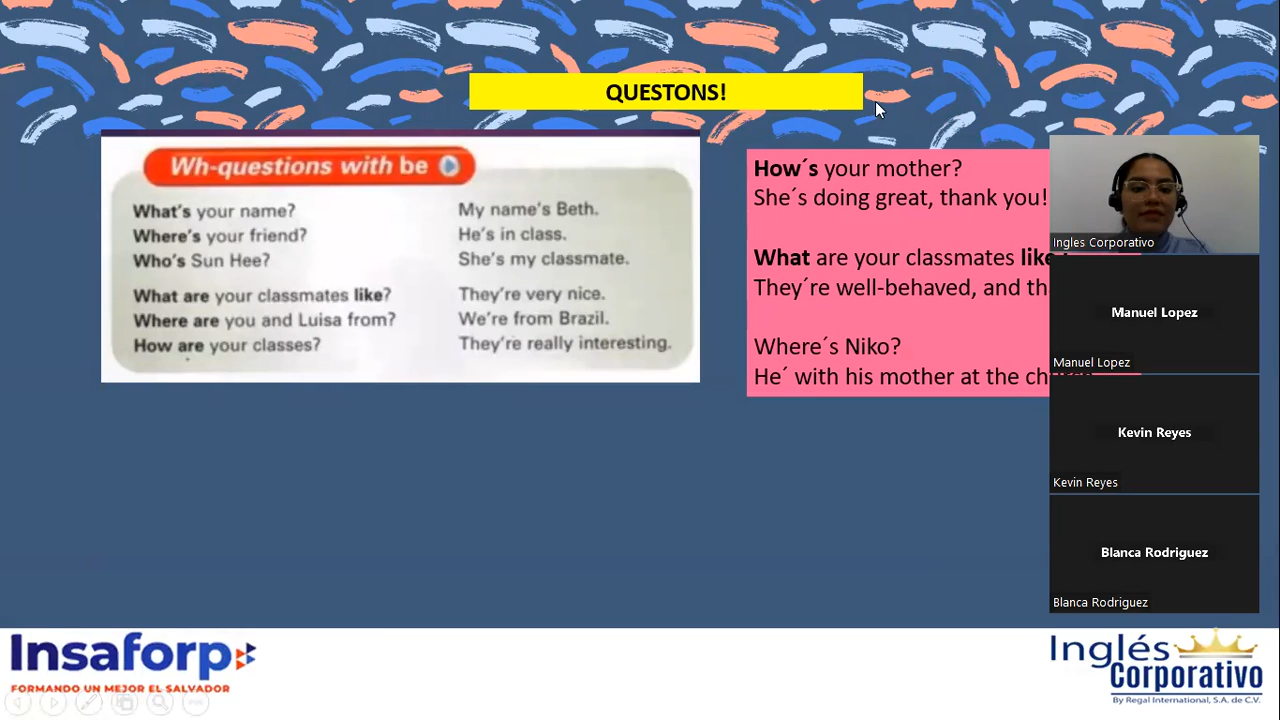 QUESTONS!
Wh-questions with be
What's your name? My name's Beth.
Where's your friend? He's in class.
Who's Sun Hee? She's my classmate.
What are your classmates like? They're very nice.
Where are you and Luisa from? We're from Brazil.
How are your classes? They're really interesting.
How´s your mother?
She´s doing great, thank you!
What are your classmates like
They´re well-behaved, and
Where´s Niko?
He´ with his mother at the
Ingles Corporativo
Manuel Lopez
Manuel Lopez
Kevin Reyes
Kevin Reyes
Blanca Rodriguez
Blanca Rodriguez
Insaforp
FORMANDO UN MEJOR EL SALVADOR
Inglés
Corporativo
By Regal International, S.A. de C.V.